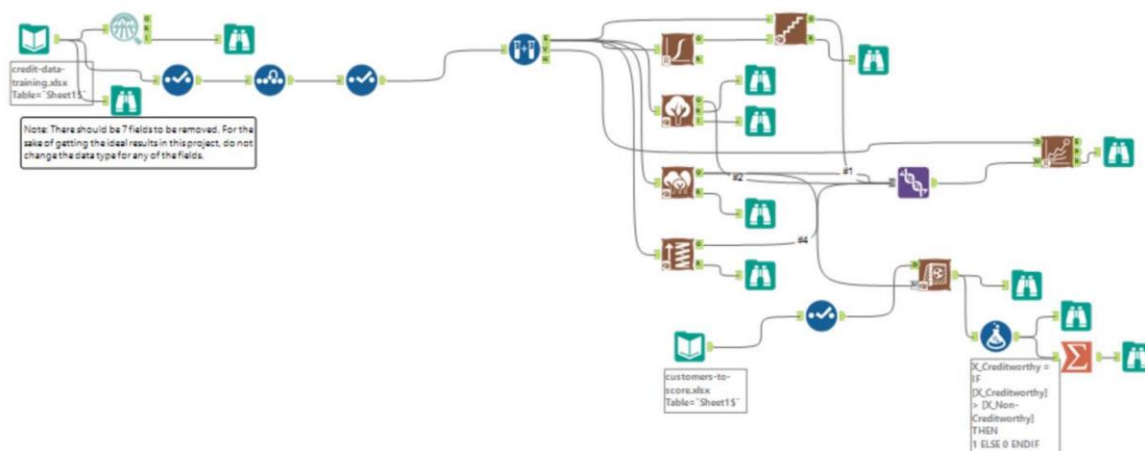 credit-data-
training.xlsx
Table=`Sheet1$`
Note: There should be 7 fields to be removed. For the
sake of getting the ideal results in this project, do not
change the data type for any of the fields.
#1
#2
#4
customers-to-
score.xlsx
Table=`Sheet1$`
X_Creditworthy =
IF
[X_Creditworthy]
> [X_Non-
Creditworthy]
THEN
1 ELSE 0 ENDIF